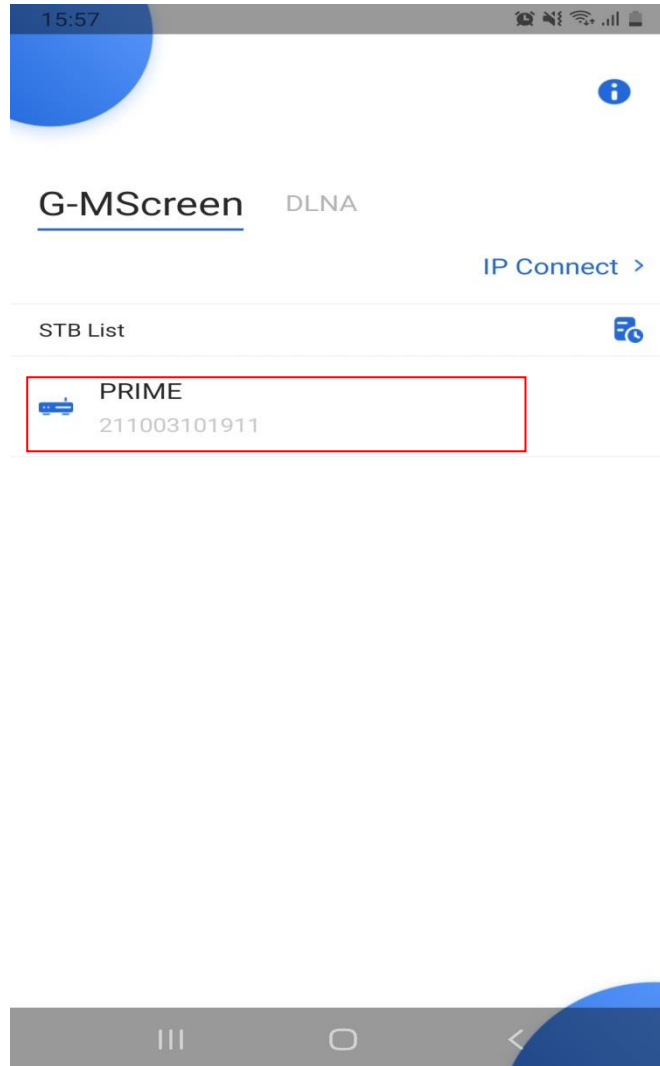 15:57
G-MScreen DLNA
IP Connect >
STB List
PRIME
211003101911